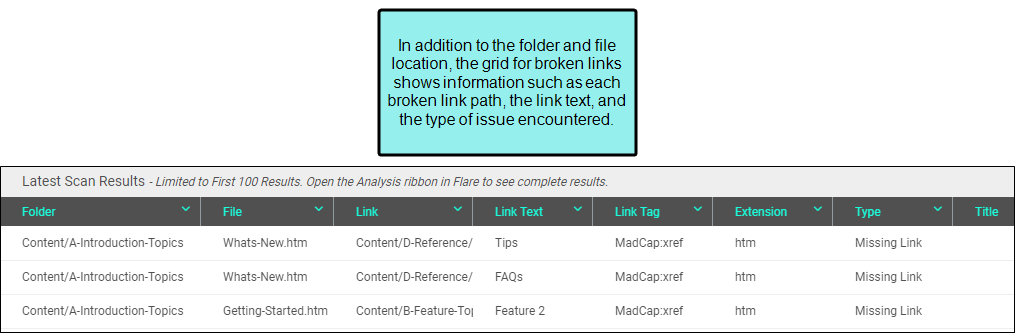 In addition to the folder and file
location, the grid for broken links
shows information such as each
broken link path, the link text, and
the type of issue encountered.
Latest Scan Results - Limited to First 100 Results. Open the Analysis ribbon in Flare to see complete results.
Folder File Link Link Text Link Tag Extension Type Title
Content/A-Introduction-Topics Whats-New.htm Content/D-Reference/ Tips MadCap:xref htm Missing Link
Content/A-Introduction-Topics Whats-New.htm Content/D-Reference/ FAQs MadCap:xref htm Missing Link
Content/A-Introduction-Topics Getting-Started.htm Content/B-Feature-Top Feature 2 MadCap:xref htm Missing Link